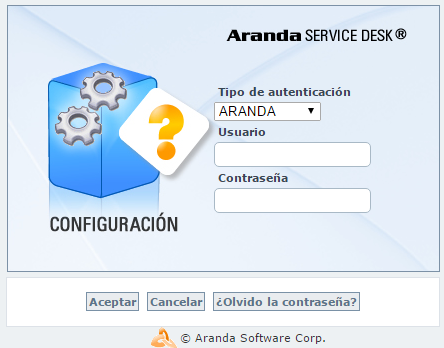 Aranda SERVICE DESK®
Tipo de autenticación
ARANDA
Usuario
Contraseña
CONFIGURACIÓN
Aceptar Cancelar ¿Olvido la contraseña?
© Aranda Software Corp.